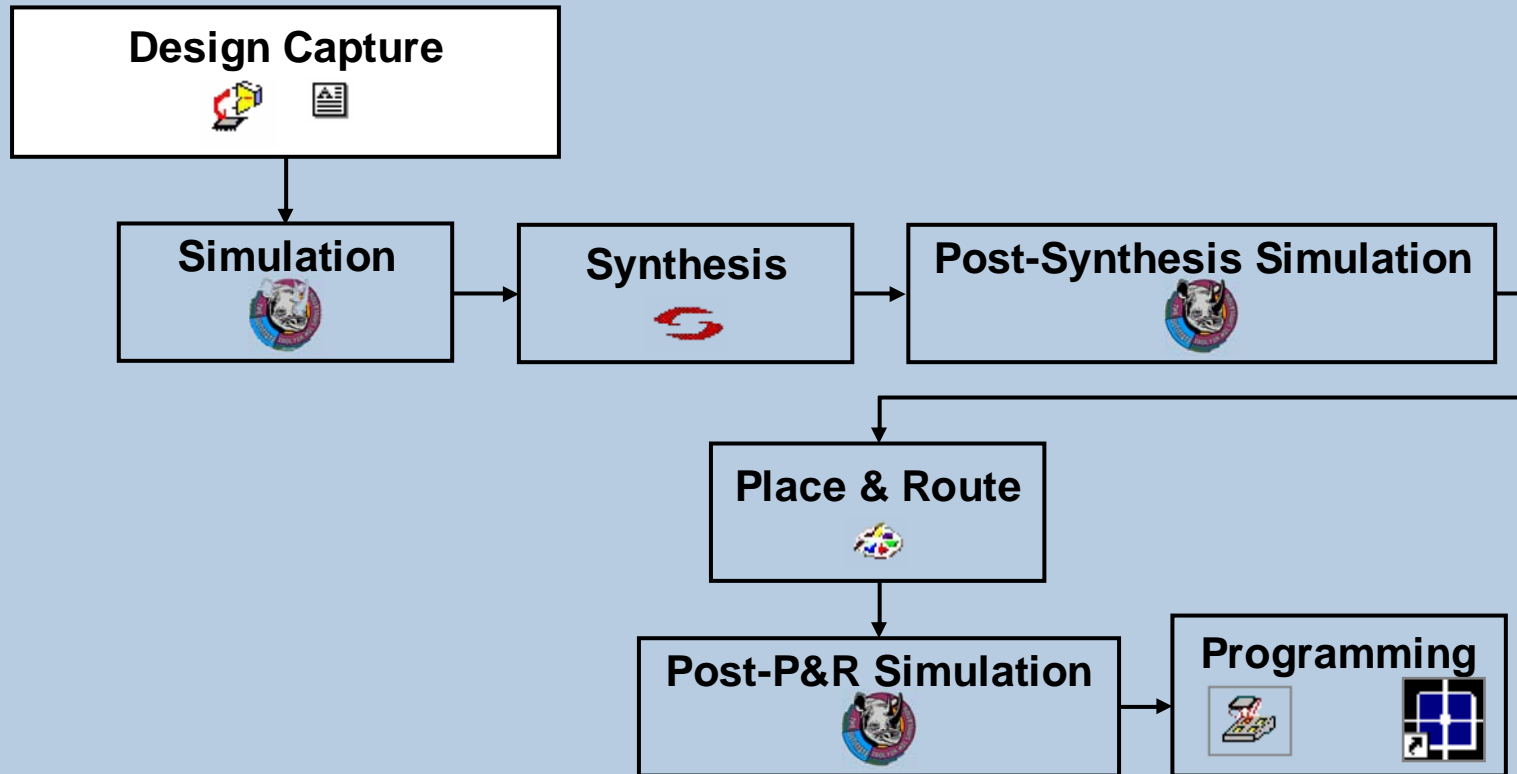 Design Capture
Simulation
Synthesis
Post-Synthesis Simulation
Place & Route
Post-P&R Simulation
Programming